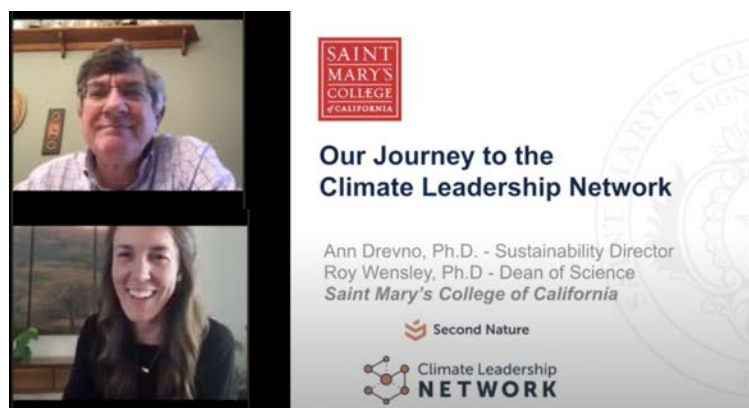 SAINT
MARY'S
COLLEGE
of CALIFORNIA
Our Journey to the
Climate Leadership Network
Ann Drevno, Ph.D. - Sustainability Director
Roy Wensley, Ph.D - Dean of Science
Saint Mary's College of California
Second Nature
Climate Leadership
NETWORK